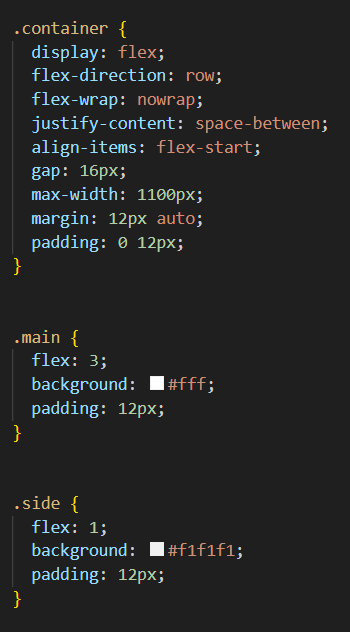 .container {
display: flex;
flex-direction: row;
flex-wrap: nowrap;
justify-content: space-between;
align-items: flex-start;
gap: 16px;
max-width: 1100px;
margin: 12px auto;
padding: 0 12px;
}
.main {
flex: 3;
background: #fff;
padding: 12px;
}
.side {
flex: 1;
background: #f1f1f1;
padding: 12px;
}